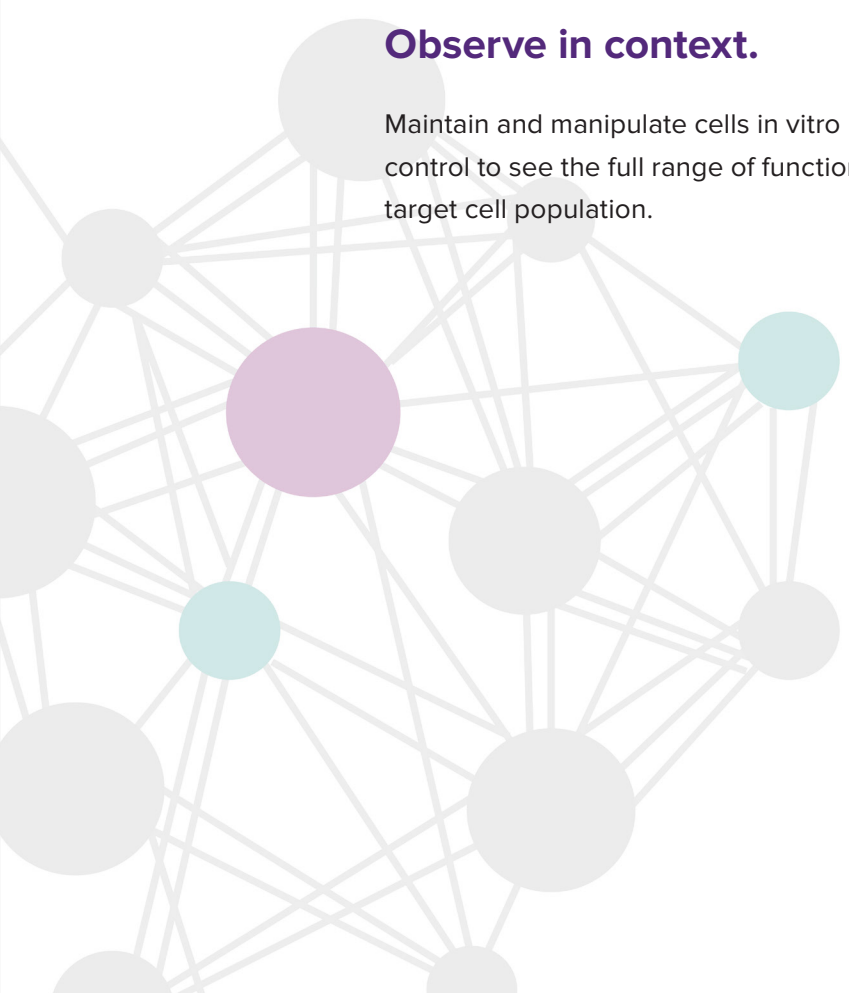 Observe in context.
Maintain and manipulate cells in vitro
control to see the full range of function
target cell population.